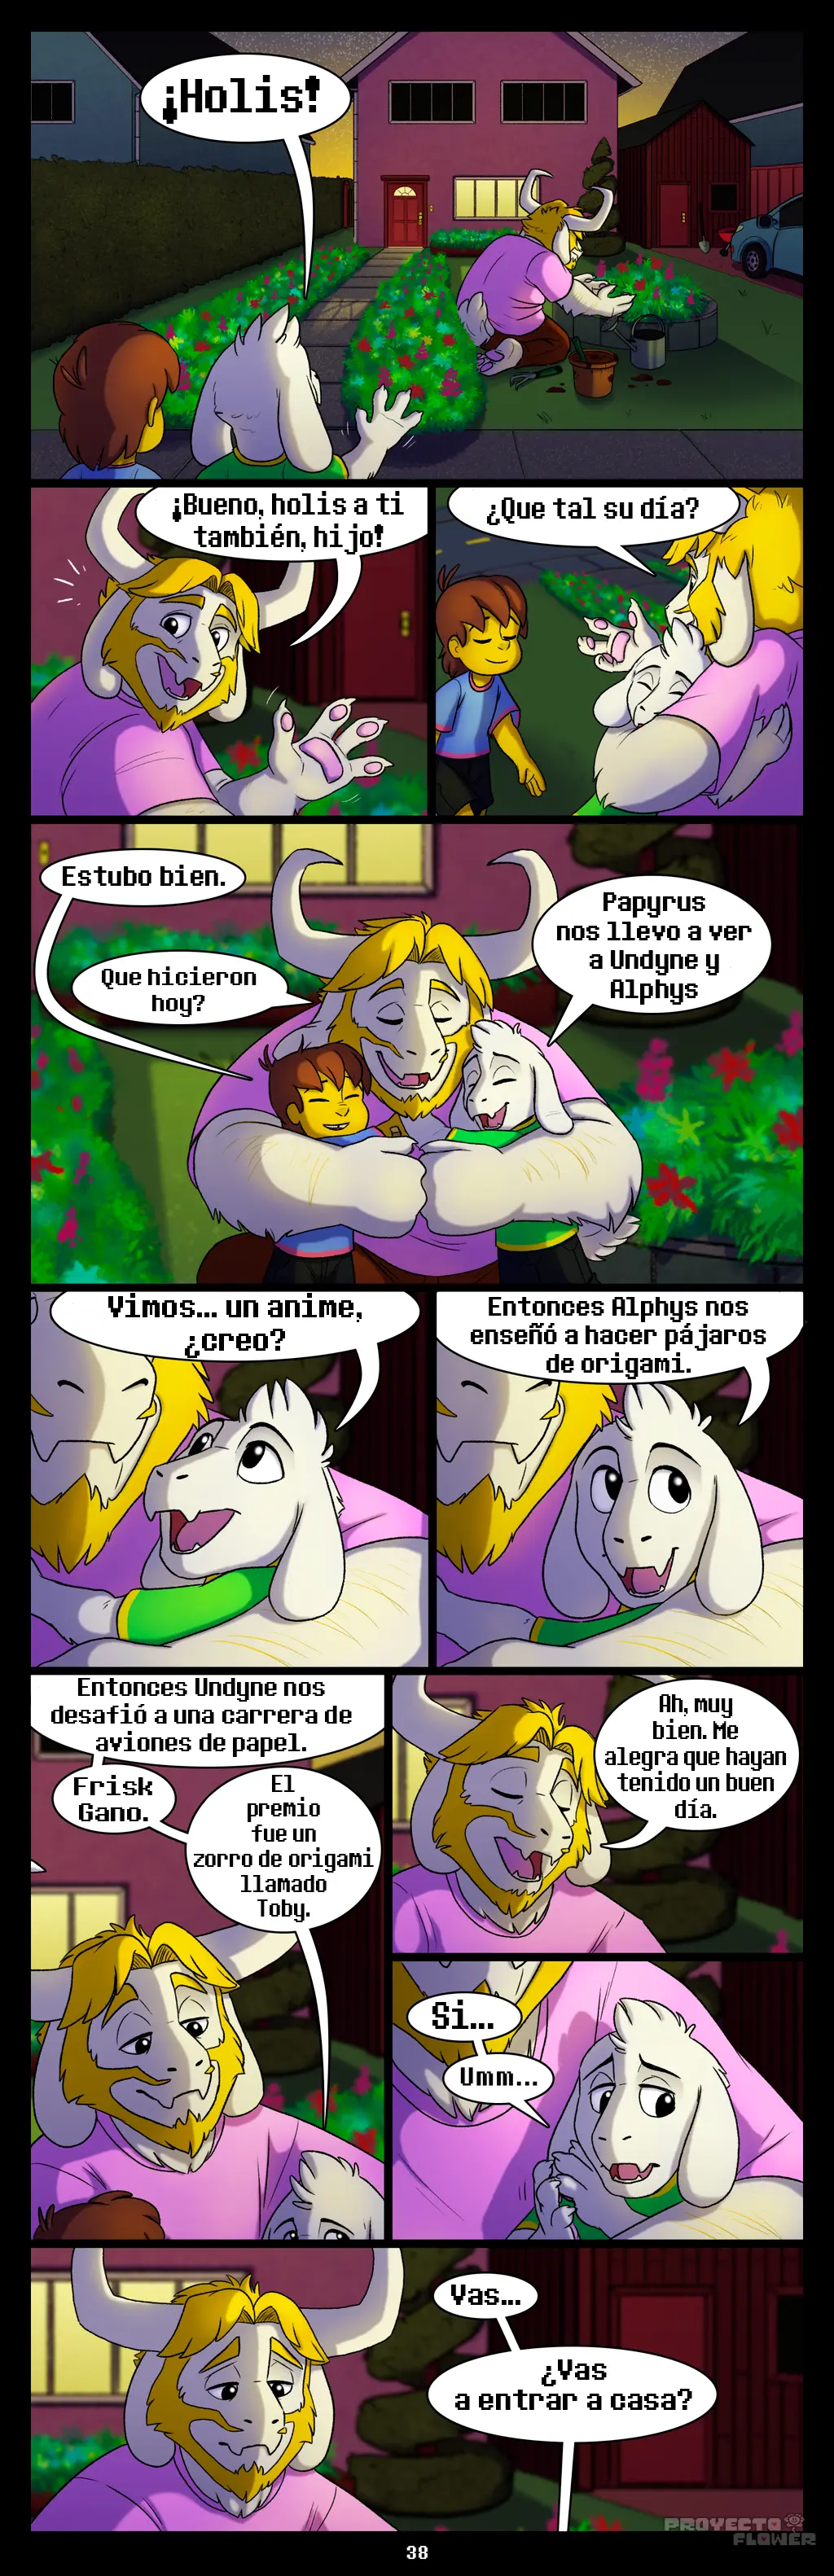 ¡Holis!
¡Bueno, holis a ti
también, hijo!
¿Que tal su día?
Estubo bien.
Que hicieron
hoy?
Papyrus
nos llevo a ver
a Undyne y
Alphys
Vimos... un anime,
¿creo?
Entonces Alphys nos
enseñó a hacer pájaros
de origami.
Entonces Undyne nos
desafió a una carrera de
aviones de papel.
Frisk
Gano.
El
premio
fue un
zorro de origami
llamado
Toby.
Ah, muy
bien. Me
alegra que hayan
tenido un buen
día.
Si...
Umm...
Vas...
¿Vas
a entrar a casa?
PROYECTO
FLOWER
38